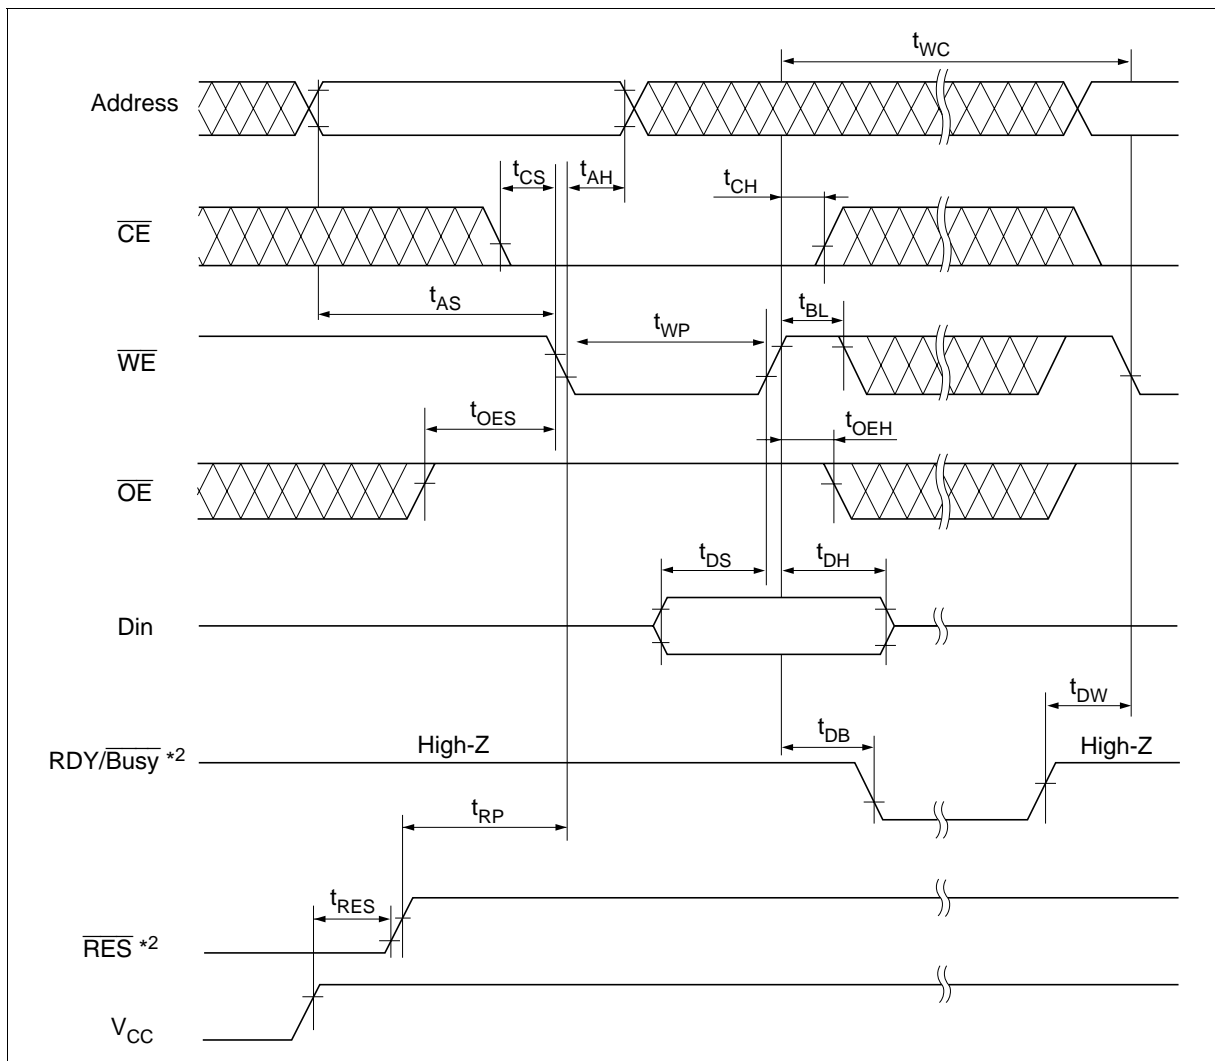 tWC
Address
tCS tAH
tCH
CE
tAS
tBL
tWP
WE
tOES
tOEH
OE
tDS tDH
Din
tDW
tDB
High-Z High-Z
RDY/Busy *2
tRP
tRES
RES *2
VCC